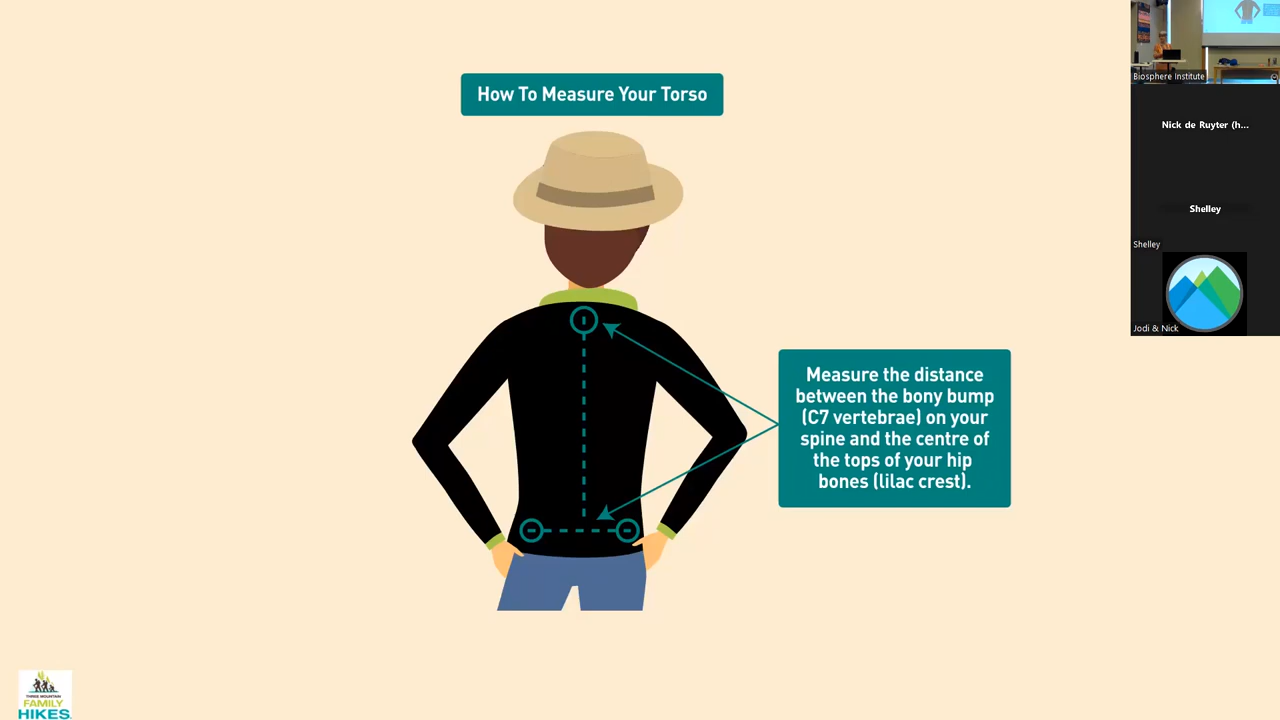 How To Measure Your Torso
Measure the distance
between the bony bump
(C7 vertebrae) on your
spine and the centre of
the tops of your hip
bones (lilac crest).
Biosphere Institute
Nick de Ruyter (h...
Shelley
Shelley
Jodi & Nick
THREE MOUNTAIN
FAMILY
HIKES